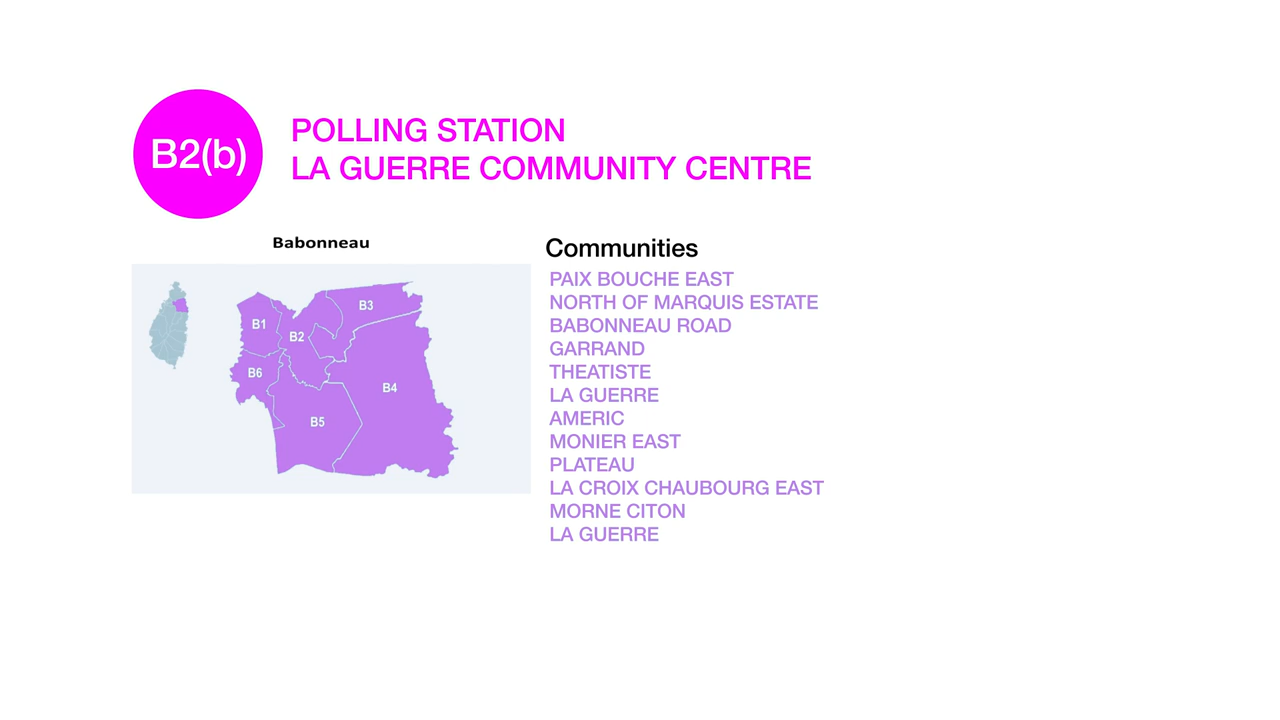 B2(b)
POLLING STATION
LA GUERRE COMMUNITY CENTRE
Babonneau
B1
B2
B3
B4
B5
B6
Communities
PAIX BOUCHE EAST
NORTH OF MARQUIS ESTATE
BABONNEAU ROAD
GARRAND
THEATISTE
LA GUERRE
AMERIC
MONIER EAST
PLATEAU
LA CROIX CHAUBOURG EAST
MORNE CITON
LA GUERRE